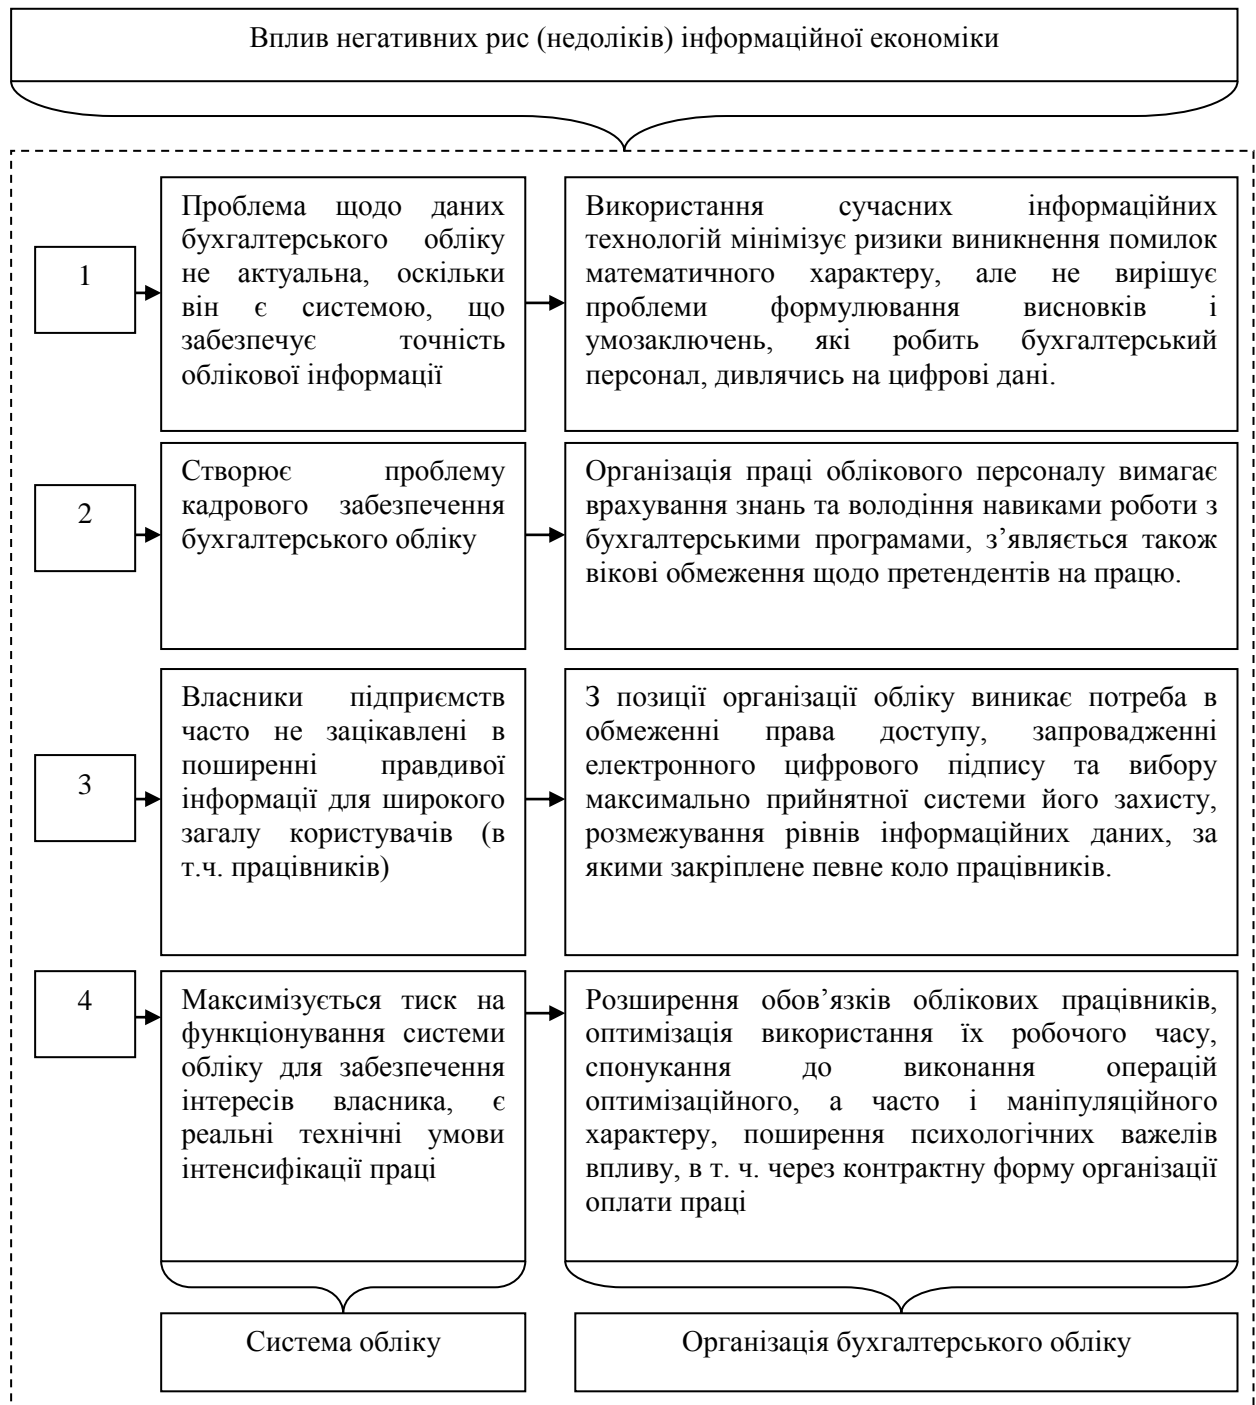 Вплив негативних рис (недоліків) інформаційної економіки
1
Проблема щодо даних
бухгалтерського обліку
не актуальна, оскільки
він є системою, що
забезпечує точність
облікової інформації
Використання сучасних інформаційних
технологій мінімізує ризики виникнення помилок
математичного характеру, але не вирішує
проблеми формулювання висновків і
умозаключень, які робить бухгалтерський
персонал, дивлячись на цифрові дані.
2
Створює проблему
кадрового забезпечення
бухгалтерського обліку
Організація праці облікового персоналу вимагає
врахування знань та володіння навиками роботи з
бухгалтерськими програмами, з’являється також
вікові обмеження щодо претендентів на працю.
3
Власники підприємств
часто не зацікавлені в
поширенні правдивої
інформації для широкого
загалу користувачів (в
т.ч. працівників)
З позиції організації обліку виникає потреба в
обмеженні права доступу, запровадженні
електронного цифрового підпису та вибору
максимально прийнятної системи його захисту,
розмежування рівнів інформаційних даних, за
якими закріплене певне коло працівників.
4
Максимізується тиск на
функціонування системи
обліку для забезпечення
інтересів власника, є
реальні технічні умови
інтенсифікації праці
Розширення обов’язків облікових працівників,
оптимізація використання їх робочого часу,
спонукання до виконання операцій
оптимізаційного, а часто і маніпуляційного
характеру, поширення психологічних важелів
впливу, в т. ч. через контрактну форму організації
оплати праці
Система обліку
Організація бухгалтерського обліку